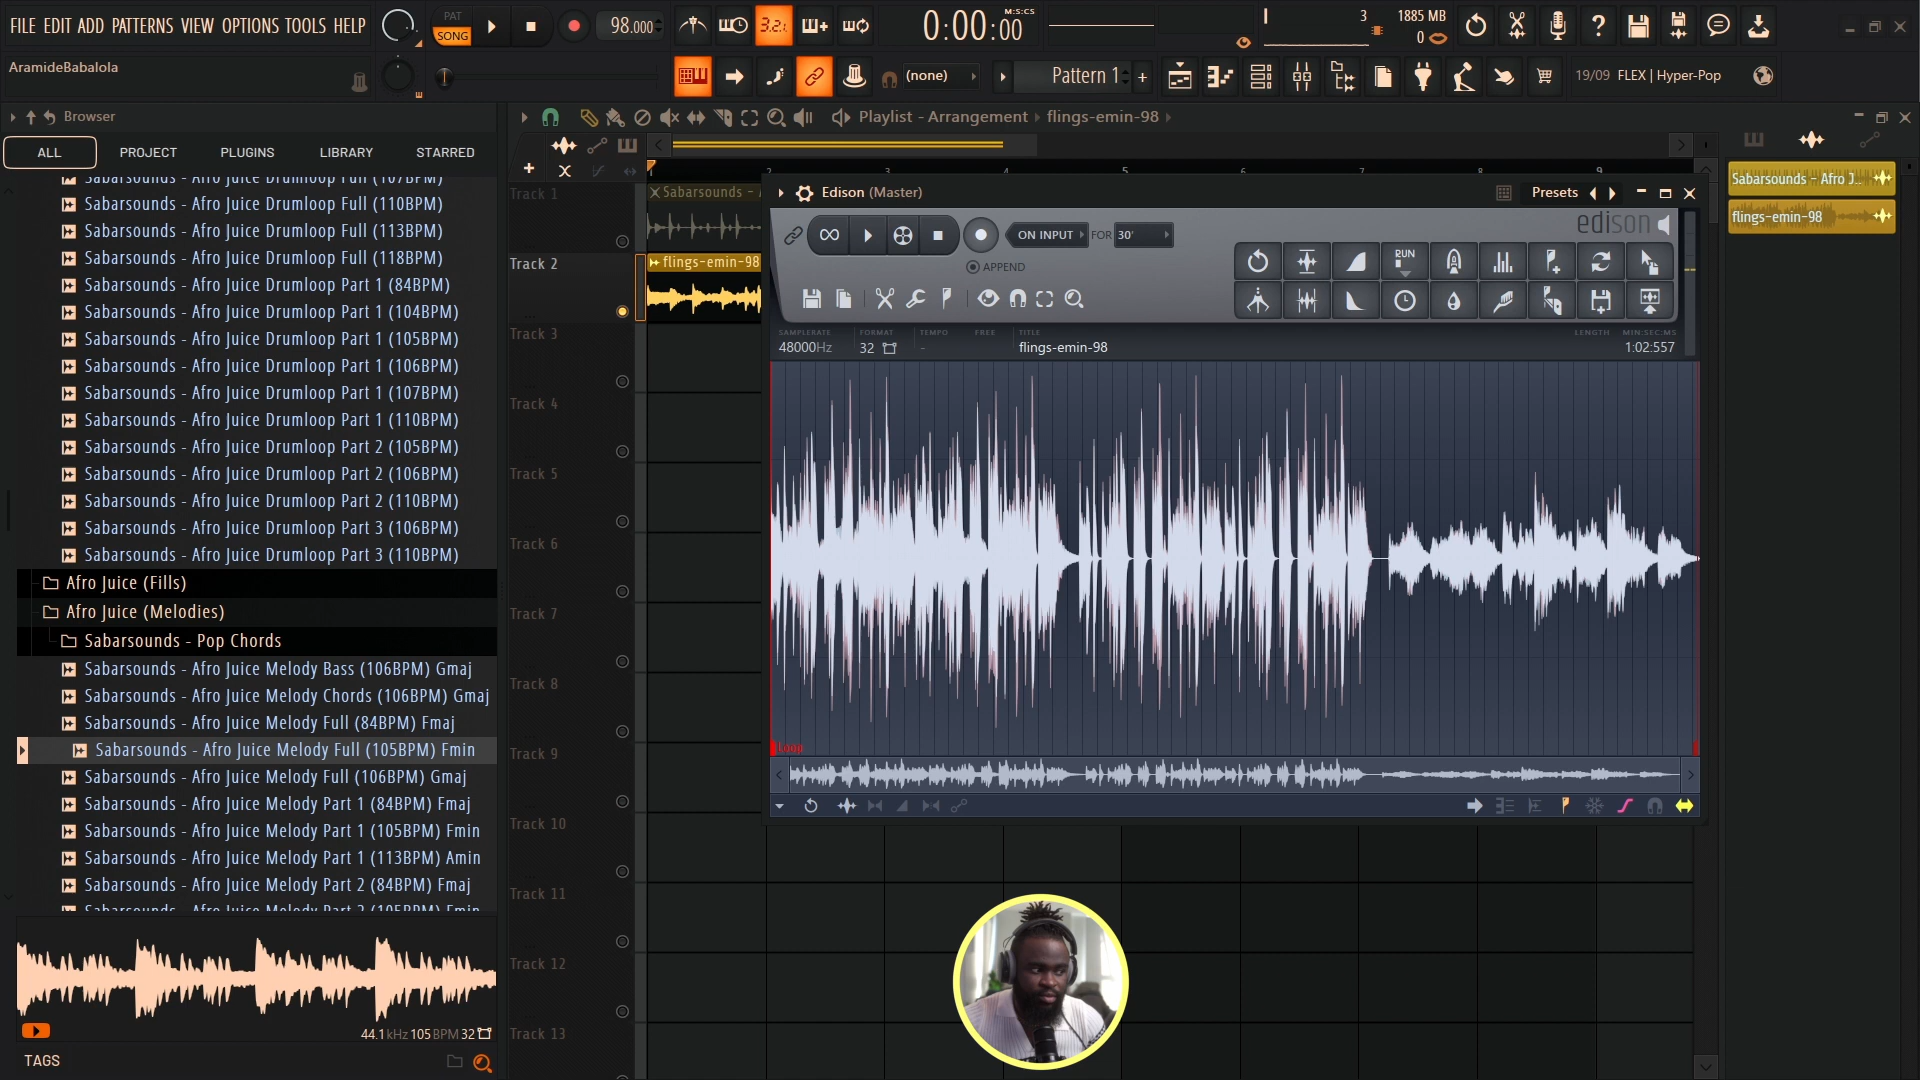 FILE EDIT ADD PATTERNS VIEW OPTIONS TOOLS HELP
AramideBabalola
PAT
SONG
98.000
3.2.1
0:00:00
M:S:CS
3
1885 MB
0
(none)
Pattern 1
19/09 FLEX | Hyper-Pop
Browser
ALL PROJECT PLUGINS LIBRARY STARRED
Sabarsounds - Afro Juice Drumloop Full (107BPM)
Sabarsounds - Afro Juice Drumloop Full (110BPM)
Sabarsounds - Afro Juice Drumloop Full (113BPM)
Sabarsounds - Afro Juice Drumloop Full (118BPM)
Sabarsounds - Afro Juice Drumloop Part 1 (84BPM)
Sabarsounds - Afro Juice Drumloop Part 1 (104BPM)
Sabarsounds - Afro Juice Drumloop Part 1 (105BPM)
Sabarsounds - Afro Juice Drumloop Part 1 (106BPM)
Sabarsounds - Afro Juice Drumloop Part 1 (107BPM)
Sabarsounds - Afro Juice Drumloop Part 1 (110BPM)
Sabarsounds - Afro Juice Drumloop Part 2 (105BPM)
Sabarsounds - Afro Juice Drumloop Part 2 (106BPM)
Sabarsounds - Afro Juice Drumloop Part 2 (110BPM)
Sabarsounds - Afro Juice Drumloop Part 3 (106BPM)
Sabarsounds - Afro Juice Drumloop Part 3 (110BPM)
Afro Juice (Fills)
Afro Juice (Melodies)
Sabarsounds - Pop Chords
Sabarsounds - Afro Juice Melody Bass (106BPM) Gmaj
Sabarsounds - Afro Juice Melody Chords (106BPM) Gmaj
Sabarsounds - Afro Juice Melody Full (84BPM) Fmaj
Sabarsounds - Afro Juice Melody Full (105BPM) Fmin
Sabarsounds - Afro Juice Melody Full (106BPM) Gmaj
Sabarsounds - Afro Juice Melody Part 1 (84BPM) Fmaj
Sabarsounds - Afro Juice Melody Part 1 (105BPM) Fmin
Sabarsounds - Afro Juice Melody Part 1 (113BPM) Amin
Sabarsounds - Afro Juice Melody Part 2 (84BPM) Fmaj
Sabarsounds - Afro Juice Melody Part 2 (105BPM) Fmin
44.1kHz 105 BPM 32
TAGS
Playlist - Arrangement flings-emin-98
2 3 4 5 6 7 8 9
Track 1
Sabarsounds - A
Track 2
flings-emin-98
Track 3
Track 4
Track 5
Track 6
Track 7
Track 8
Track 9
Track 10
Track 11
Track 12
Track 13
Edison (Master)
Presets
edison
ON INPUT
FOR
30'
APPEND
RUN
SAMPLERATE
48000Hz
FORMAT
32
TEMPO
-
FREE
TITLE
flings-emin-98
LENGTH
MIN:SEC:MS
1:02:557
Loop
Sabarsounds - Afro J..
flings-emin-98